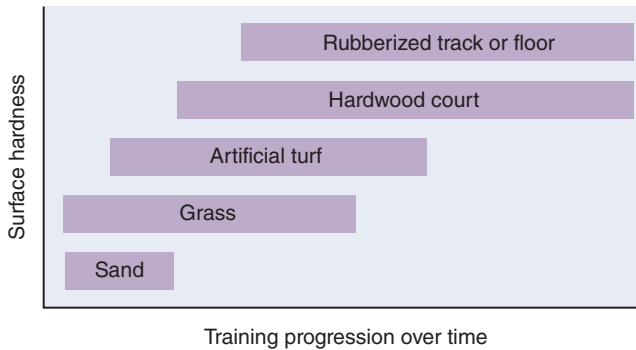 Surface hardness
Rubberized track or floor
Hardwood court
Artificial turf
Grass
Sand
Training progression over time